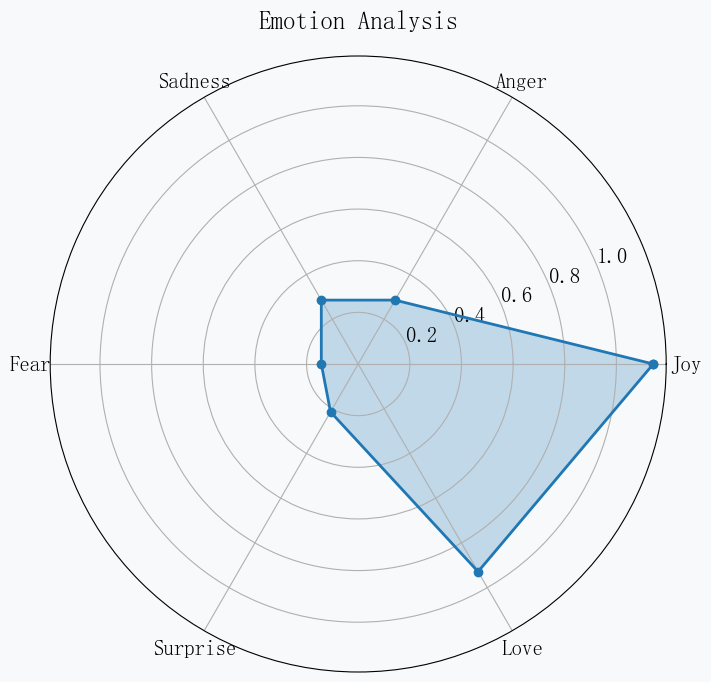 Emotion Analysis
Sadness
Anger
1.0
0.8
0.6
0.4
0.2
Fear
Joy
Surprise
Love